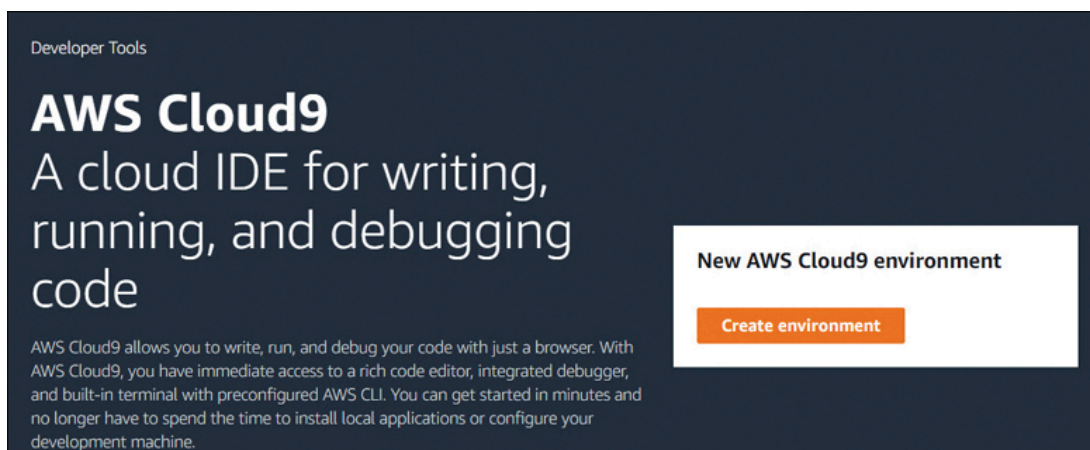 Developer Tools
AWS Cloud9
A cloud IDE for writing,
running, and debugging
code
AWS Cloud9 allows you to write, run, and debug your code with just a browser. With
AWS Cloud9, you have immediate access to a rich code editor, integrated debugger,
and built-in terminal with preconfigured AWS CLI. You can get started in minutes and
no longer have to spend the time to install local applications or configure your
development machine.
New AWS Cloud9 environment
Create environment